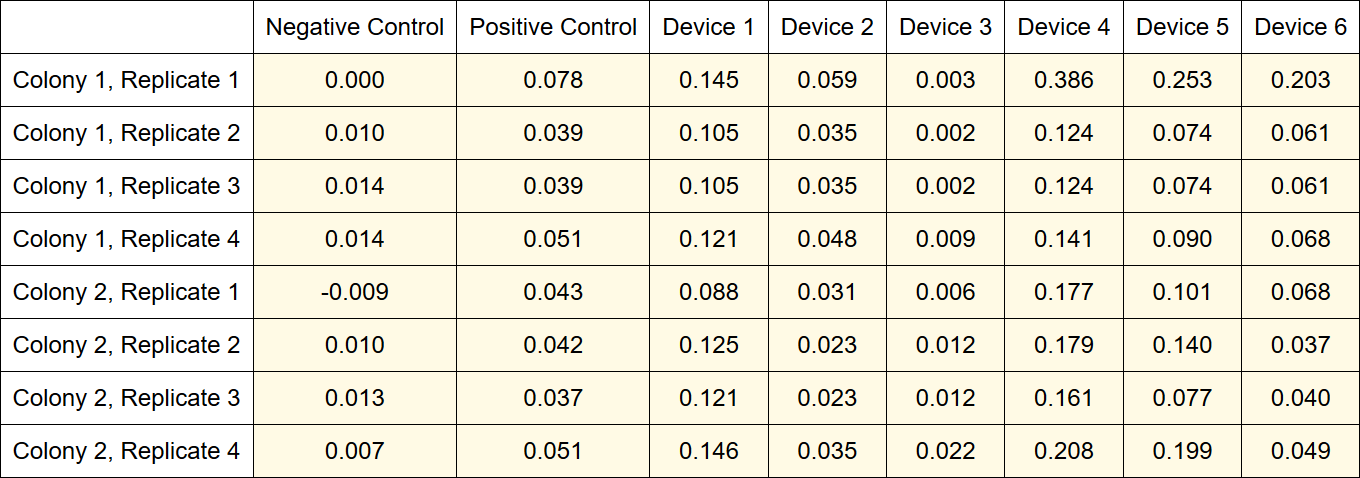 Negative Control Positive Control Device 1 Device 2 Device 3 Device 4 Device 5 Device 6
Colony 1, Replicate 1 0.000 0.078 0.145 0.059 0.003 0.386 0.253 0.203
Colony 1, Replicate 2 0.010 0.039 0.105 0.035 0.002 0.124 0.074 0.061
Colony 1, Replicate 3 0.014 0.039 0.105 0.035 0.002 0.124 0.074 0.061
Colony 1, Replicate 4 0.014 0.051 0.121 0.048 0.009 0.141 0.090 0.068
Colony 2, Replicate 1 -0.009 0.043 0.088 0.031 0.006 0.177 0.101 0.068
Colony 2, Replicate 2 0.010 0.042 0.125 0.023 0.012 0.179 0.140 0.037
Colony 2, Replicate 3 0.013 0.037 0.121 0.023 0.012 0.161 0.077 0.040
Colony 2, Replicate 4 0.007 0.051 0.146 0.035 0.022 0.208 0.199 0.049